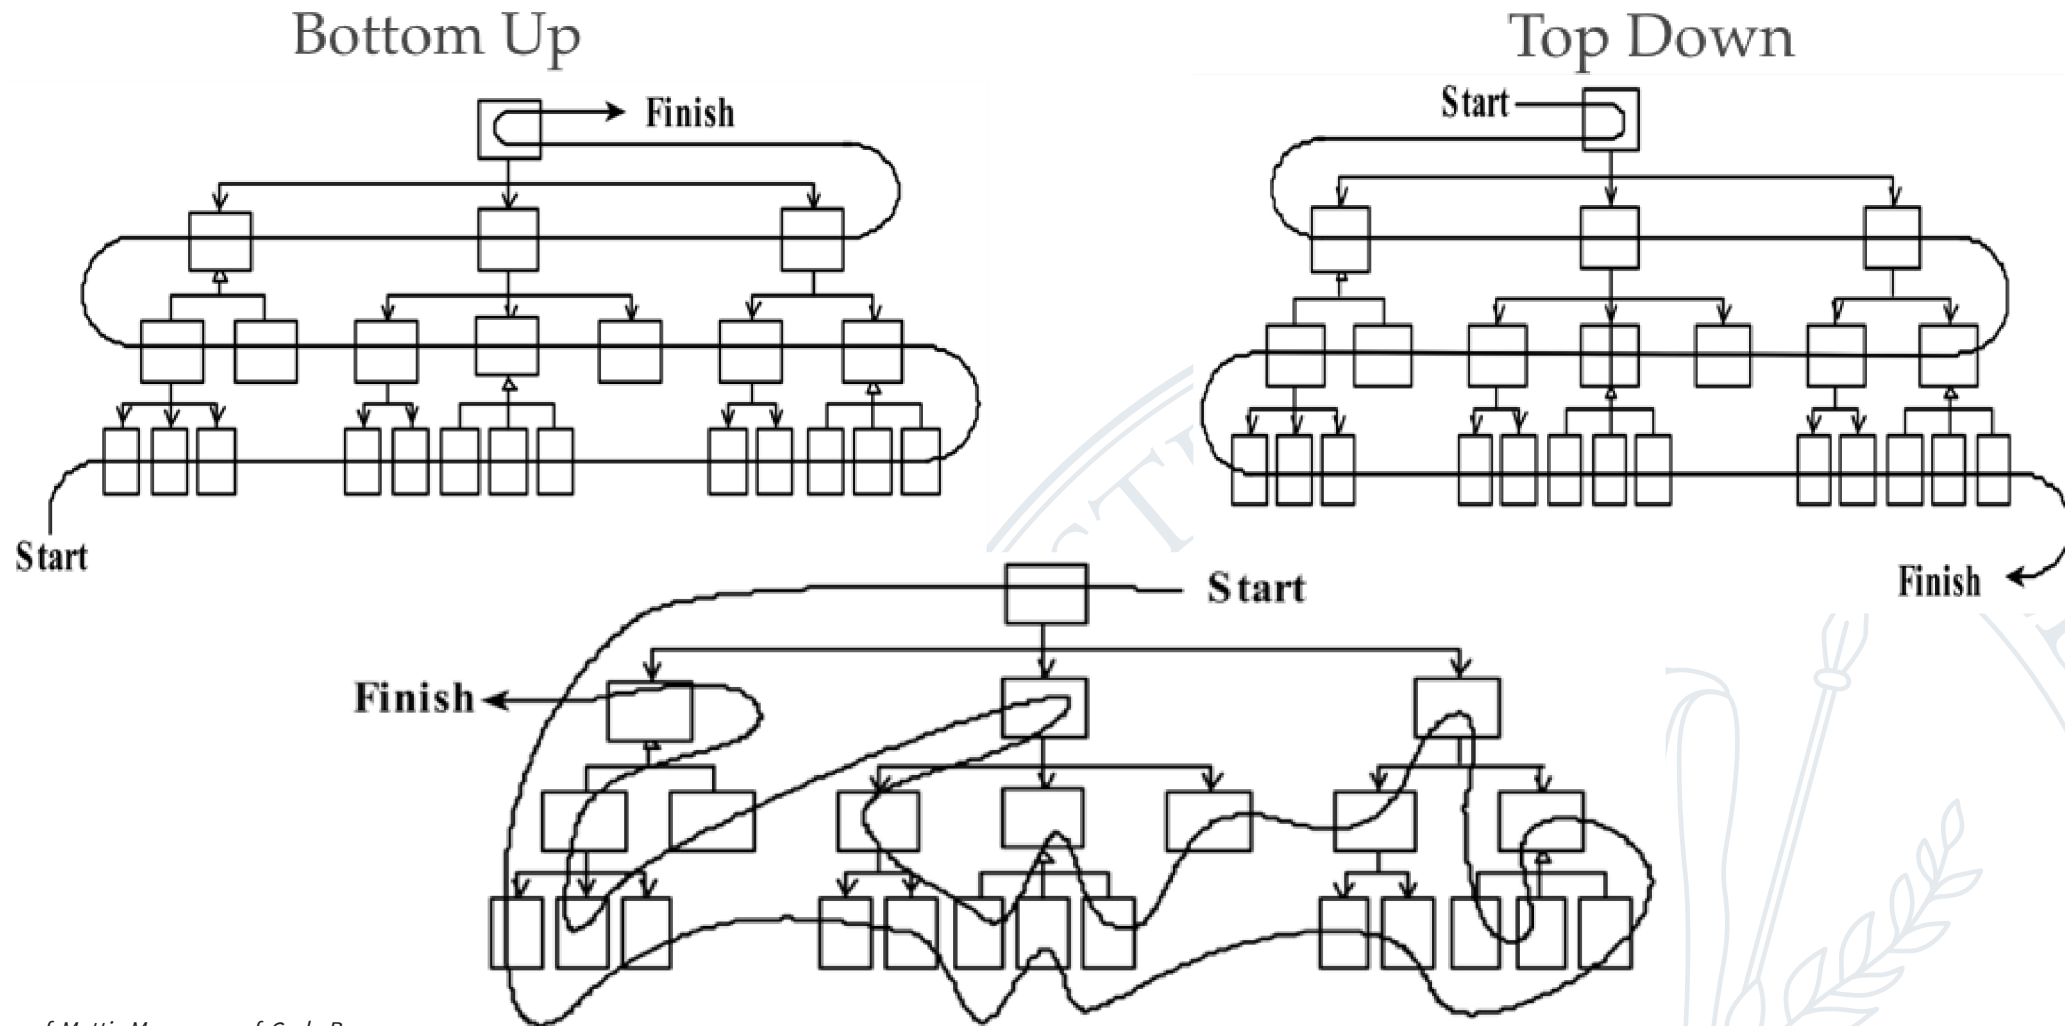 Bottom Up
Top Down
Finish
Start
Start
Finish
Start
Finish